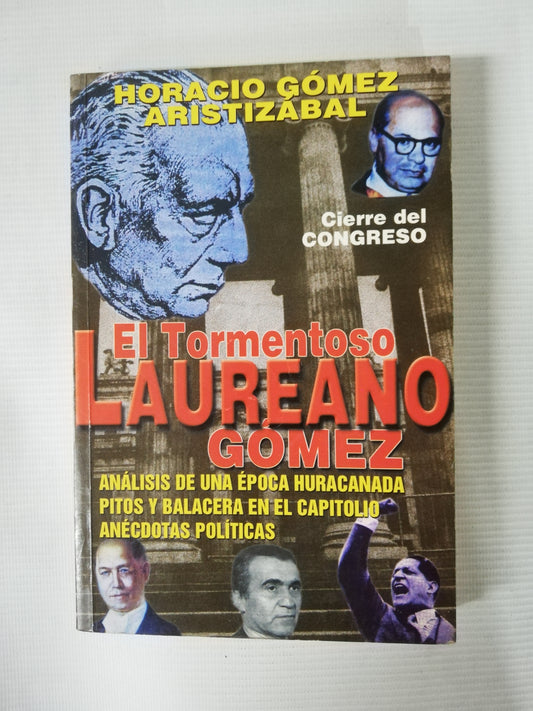 HORACIO GÓMEZ
ARISTIZÁBAL
Cierre del
CONGRESO
El Tormentoso
LAUREANO
GÓMEZ
ANÁLISIS DE UNA ÉPOCA HURACANADA
PITOS Y BALACERA EN EL CAPITOLIO
ANÉCDOTAS POLÍTICAS